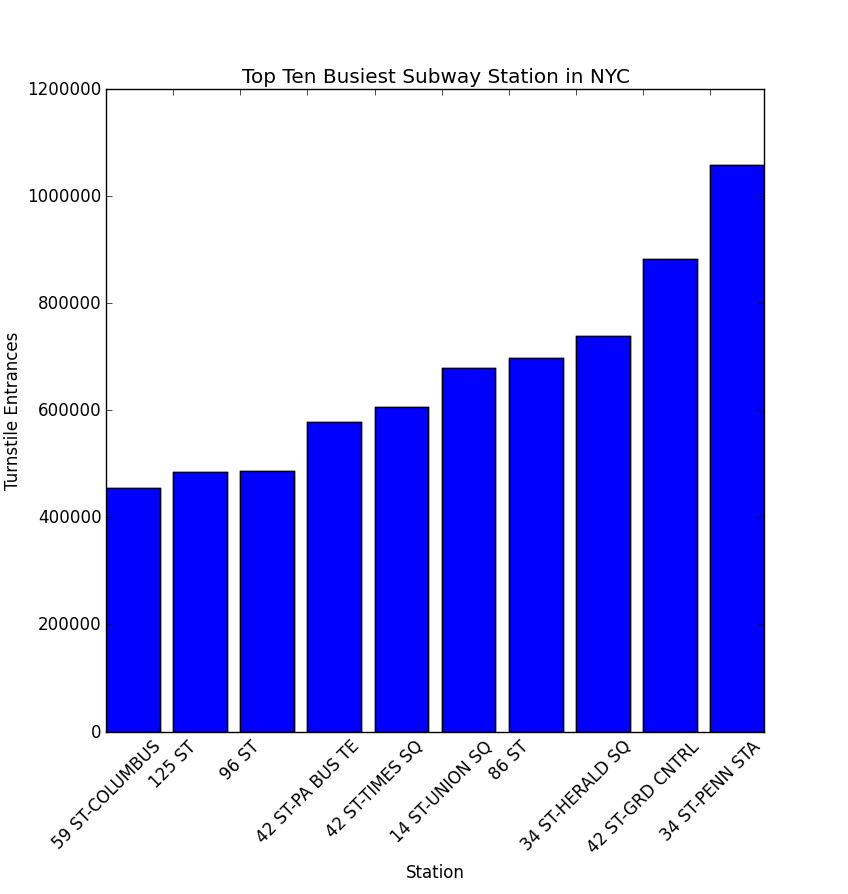 Top Ten Busiest Subway Station in NYC
1200000
1000000
800000
600000
400000
200000
0
Turnstile Entrances
59 ST-COLUMBUS
125 ST
96 ST
42 ST-PA BUS TE
42 ST-TIMES SQ
14 ST-UNION SQ
86 ST
34 ST-HERALD SQ
42 ST-GRD CNTRL
34 ST-PENN STA
Station